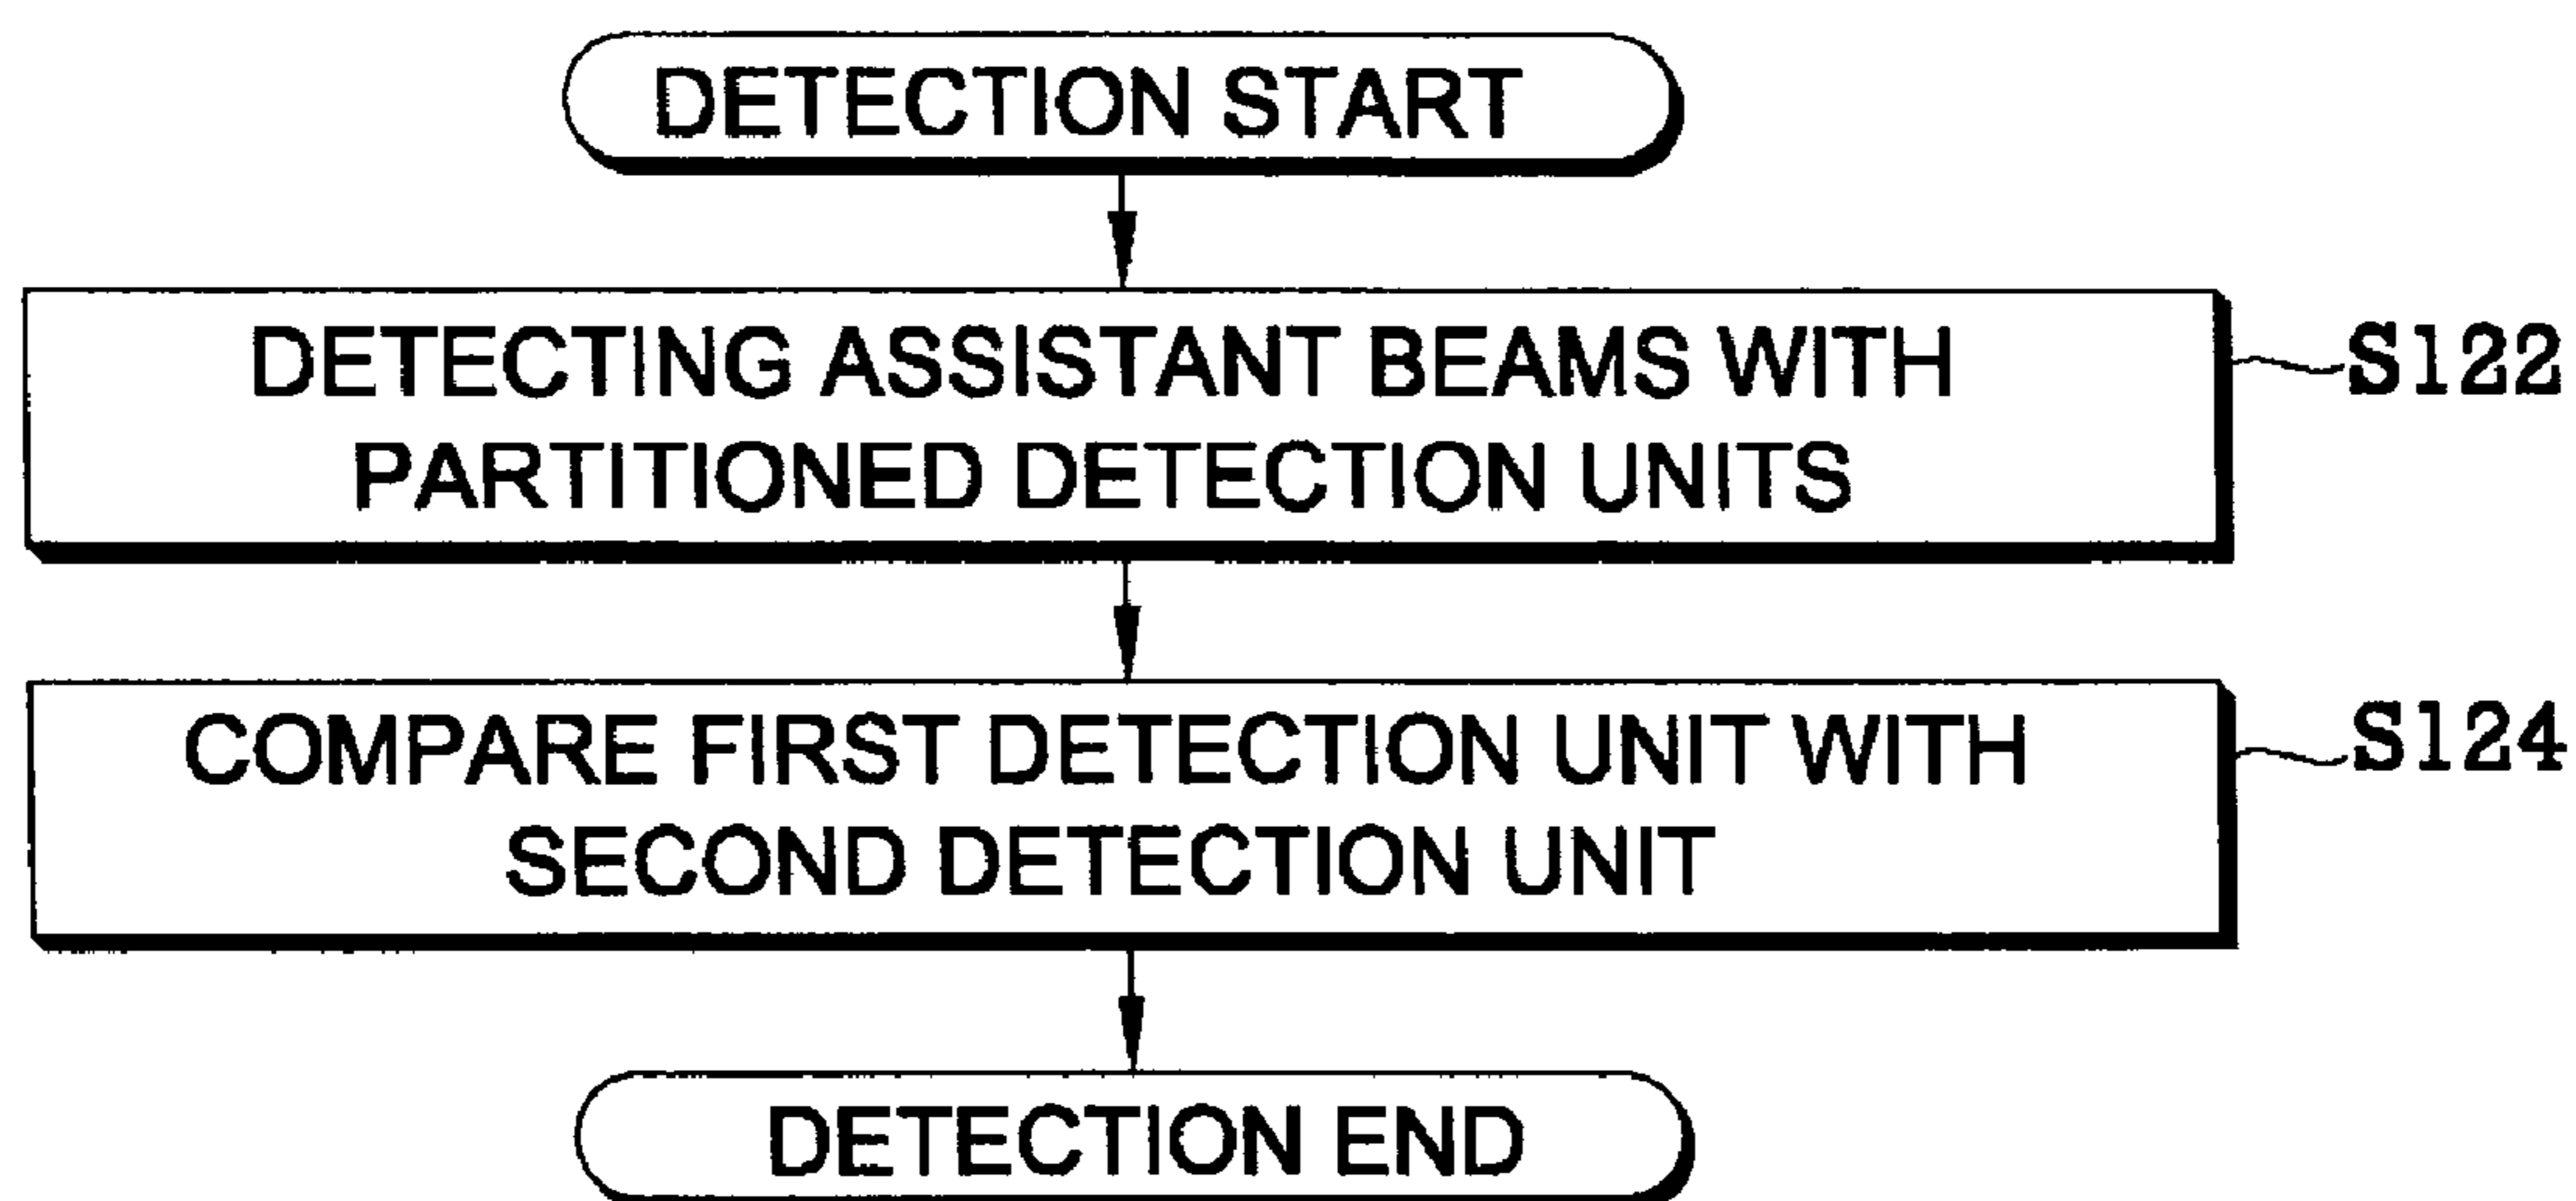 DETECTION START
DETECTING ASSISTANT BEAMS WITH
PARTITIONED DETECTION UNITS
S122
COMPARE FIRST DETECTION UNIT WITH
SECOND DETECTION UNIT
S124
DETECTION END